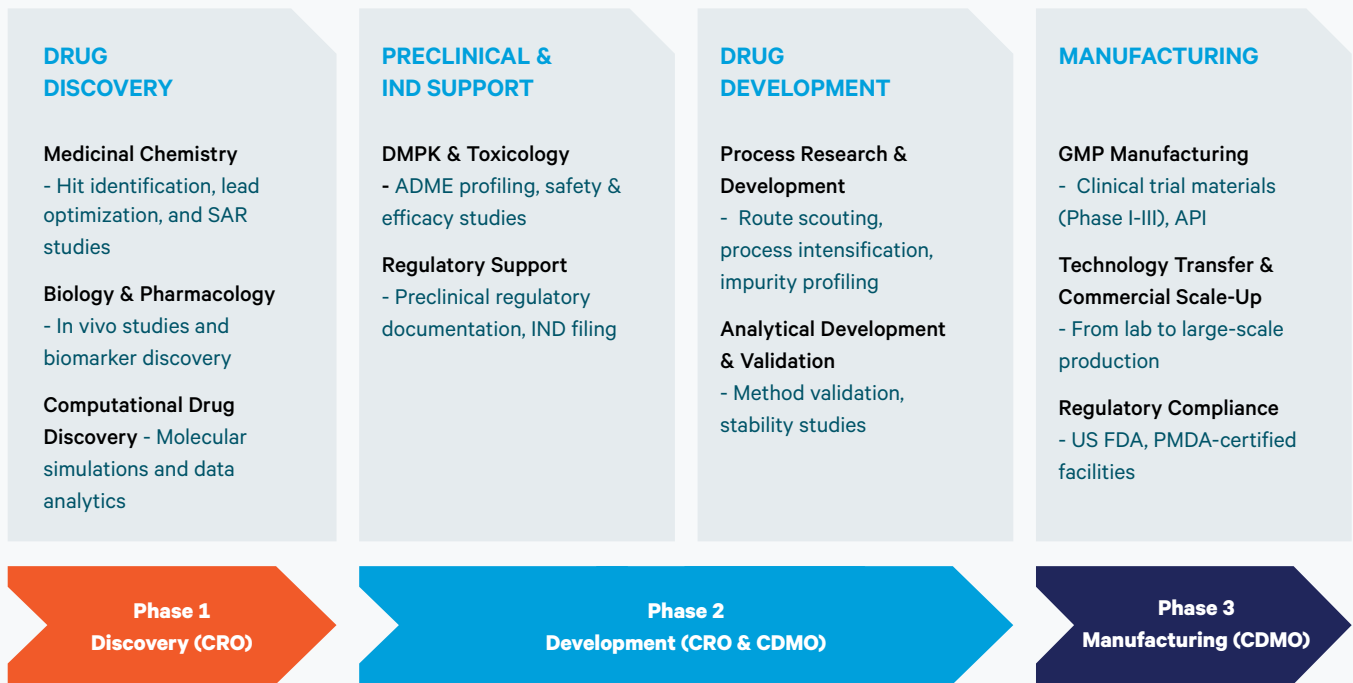 DRUG
DISCOVERY
Medicinal Chemistry
- Hit identification, lead
optimization, and SAR
studies
Biology & Pharmacology
- In vivo studies and
biomarker discovery
Computational Drug
Discovery - Molecular
simulations and data
analytics
PRECLINICAL &
IND SUPPORT
DMPK & Toxicology
- ADME profiling, safety &
efficacy studies
Regulatory Support
- Preclinical regulatory
documentation, IND filing
DRUG
DEVELOPMENT
Process Research &
Development
- Route scouting,
process intensification,
impurity profiling
Analytical Development
& Validation
- Method validation,
stability studies
MANUFACTURING
GMP Manufacturing
- Clinical trial materials
(Phase I-III), API
Technology Transfer &
Commercial Scale-Up
- From lab to large-scale
production
Regulatory Compliance
- US FDA, PMDA-certified
facilities
Phase 1
Discovery (CRO)
Phase 2
Development (CRO & CDMO)
Phase 3
Manufacturing (CDMO)